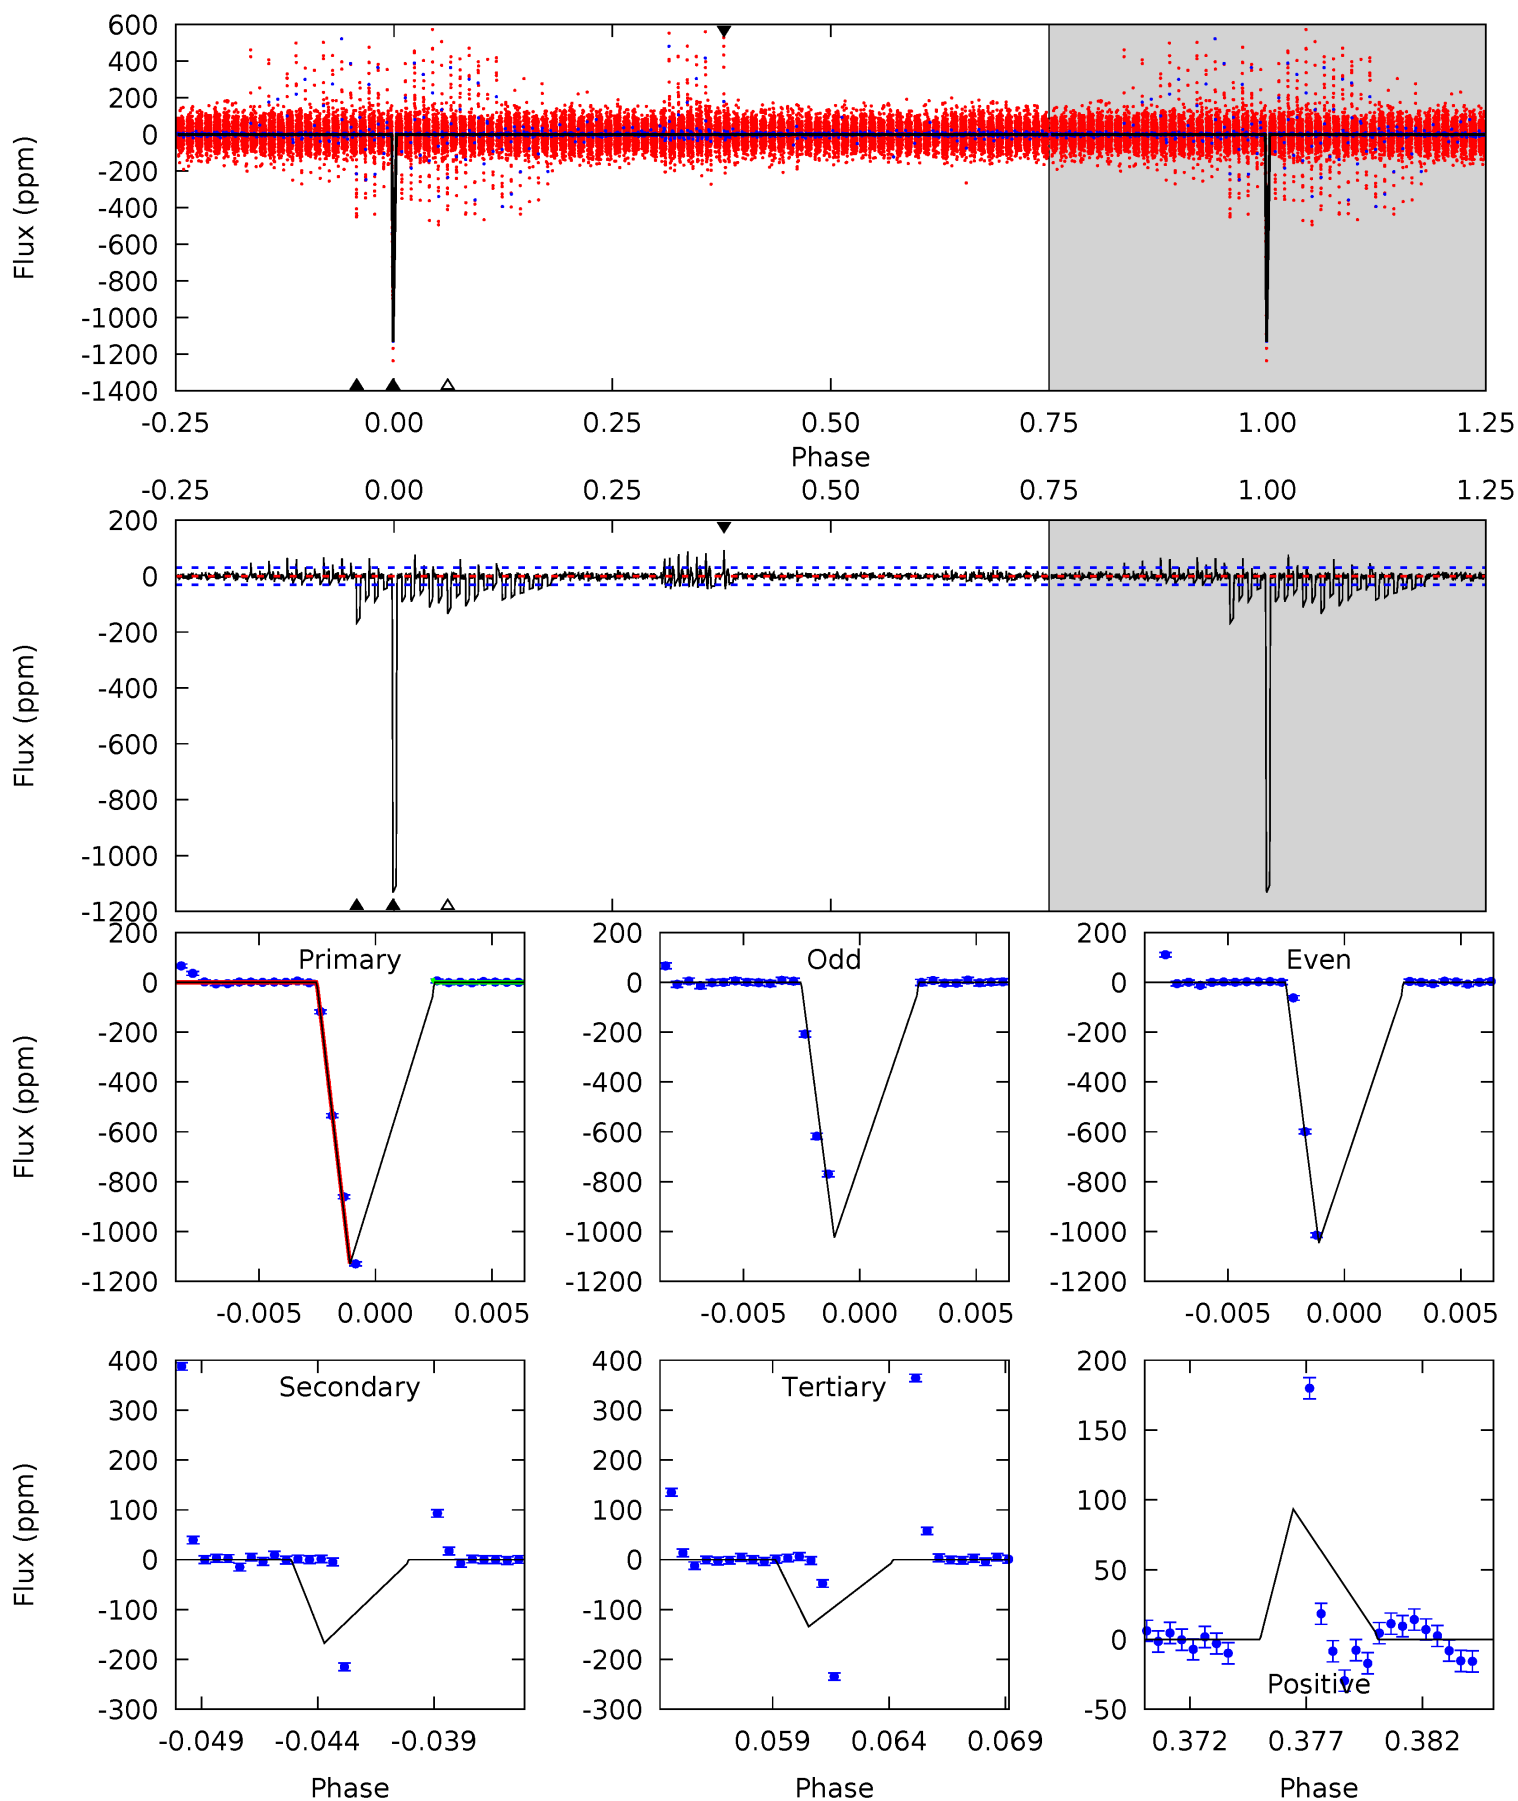 600
400
200
0
-200
-400
-600
-800
-1000
-1200
-1400
Flux (ppm)
-0.25 0.00 0.25 0.50 0.75 1.00 1.25
Phase
-0.25 0.00 0.25 0.50 0.75 1.00 1.25
200
0
-200
-400
-600
-800
-1000
-1200
Flux (ppm)
200 200 200
Primary Odd Even
0 0 0
-200 -200 -200
-400 -400 -400
-600 -600 -600
-800 -800 -800
-1000 -1000 -1000
-1200 -1200 -1200
Flux (ppm)
-0.005 0.000 0.005 -0.005 0.000 0.005 -0.005 0.000 0.005
400 400 200
Secondary Tertiary
300 300 150
200 200 100
100 100 50
0 0 0
-100 -100 -50
-200 -200
-300 -300
Positive
Flux (ppm)
-0.049 -0.044 -0.039 0.059 0.064 0.069 0.372 0.377 0.382
Phase Phase Phase